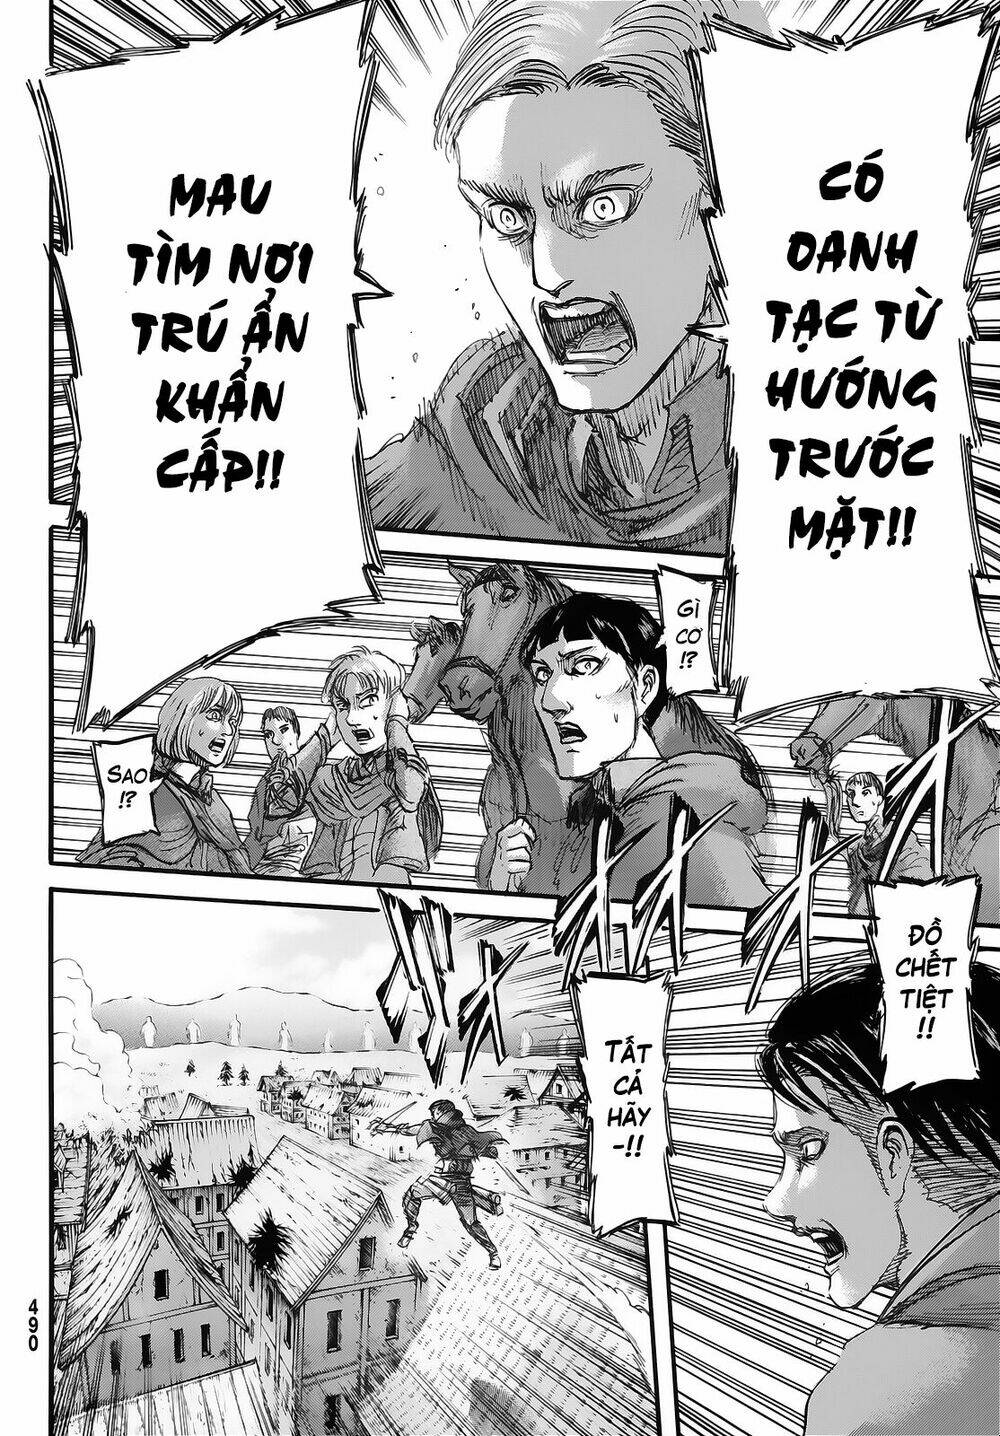 CÓ
OANH
TẠC TỪ
HƯỚNG
TRƯỚC
MẶT!!
MAU
TÌM NƠI
TRÚ ẨN
KHẨN
CẤP!!
GÌ
CƠ
!?
SAO
!?
ĐỒ
CHẾT
TIỆT
!!
TẤT
CẢ
HÃY
-!!
490